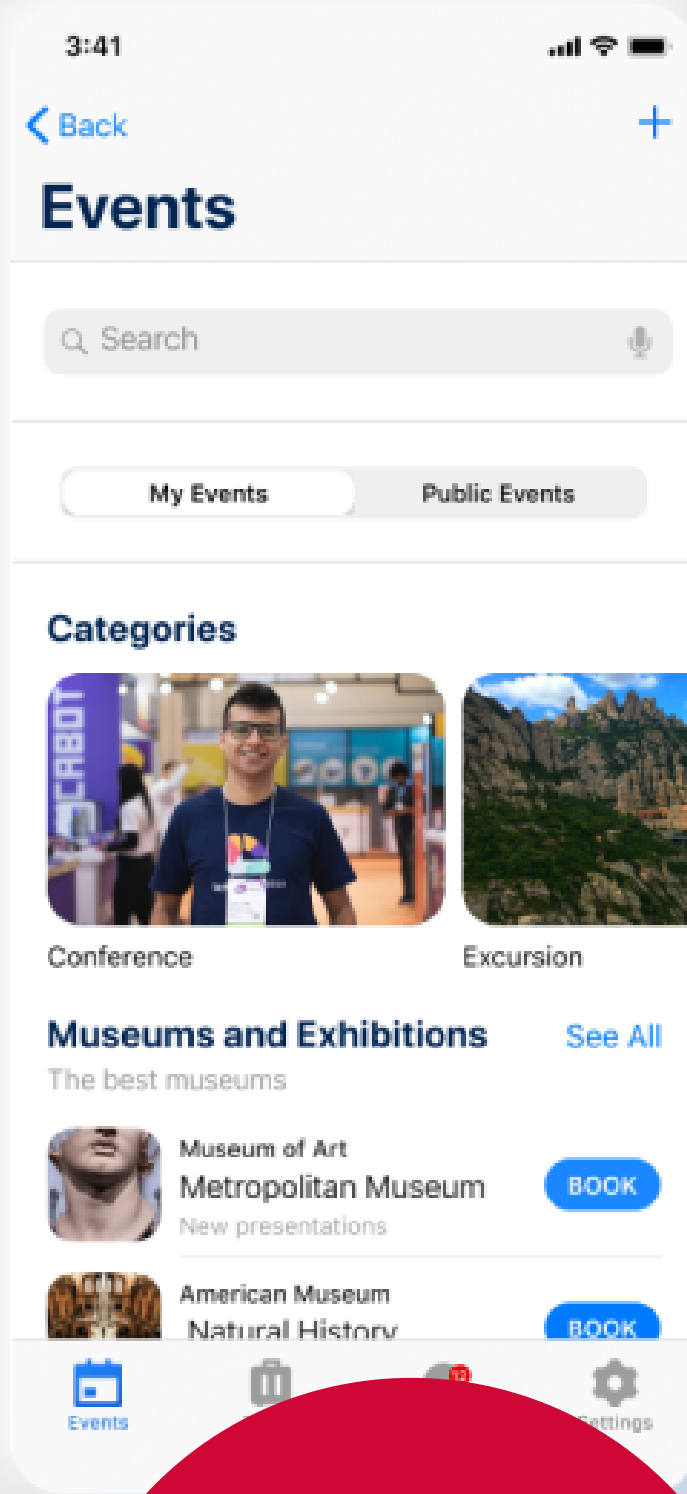 3:41
Back
Events
Search
My Events
Public Events
Categories
CABOT
Conference
Excursion
Museums and Exhibitions
See All
The best museums
Museum of Art
Metropolitan Museum
BOOK
New presentations
American Museum
Natural History
BOOK
12
Events
Settings